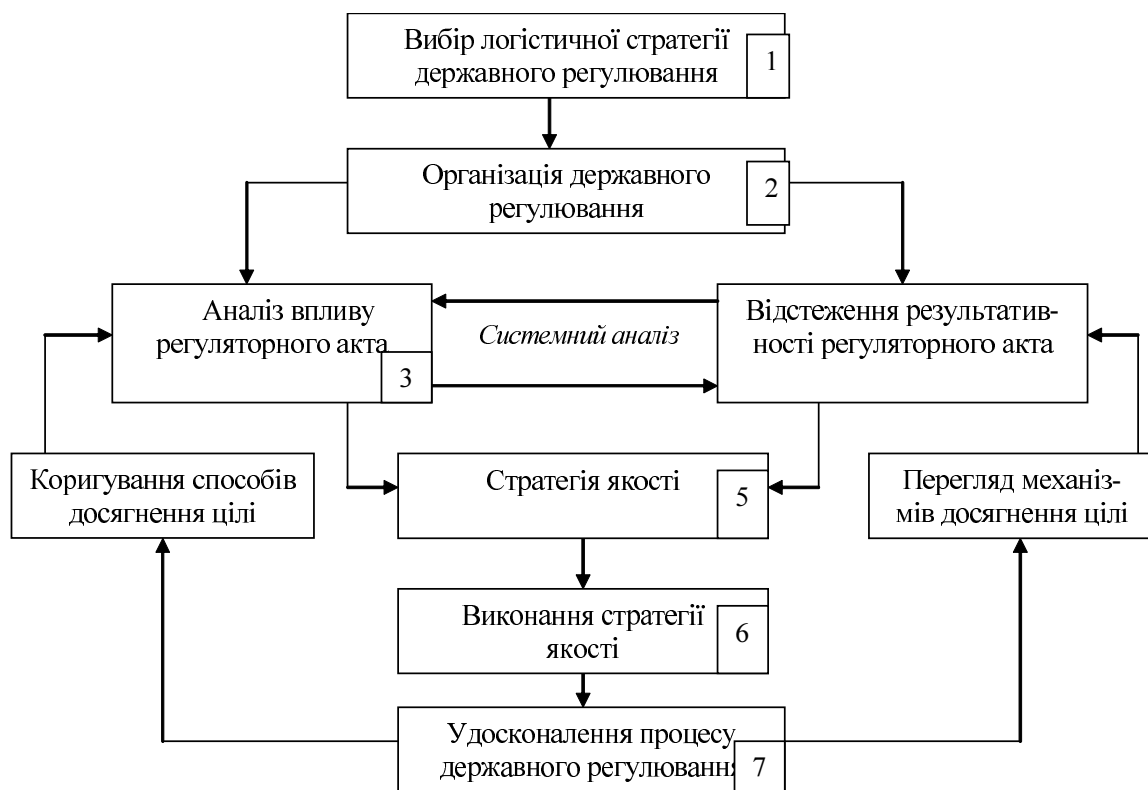 Вибір логістичної стратегії
державного регулювання
1
Організація державного
регулювання
2
Аналіз впливу
регуляторного акта
3
Системний аналіз
Відстеження результатив-
ності регуляторного акта
Коригування способів
досягнення цілі
Стратегія якості
5
Перегляд механіз-
мів досягнення цілі
Виконання стратегії
якості
6
Удосконалення процесу
державного регулювання
7